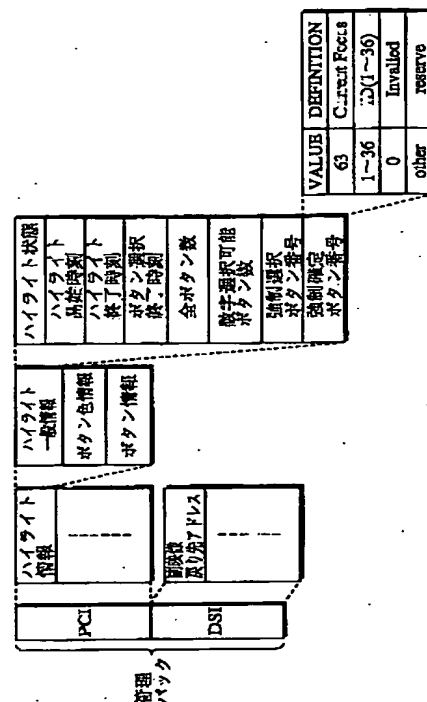 管理
パック
PCI
DSI
ハイライト
情報
副映像
戻り先アドレス
ハイライト
一般情報
ボタン色情報
ボタン情報
ハイライト状態
ハイライト
開始時刻
ハイライト
終了時刻
ボタン選択
終了時刻
全ボタン数
数字選択可能
ボタン数
強制選択
ボタン番号
強制確定
ボタン番号
VALUE DEFINITION
63 Current Focus
1~36
0 Invalied
other reserve